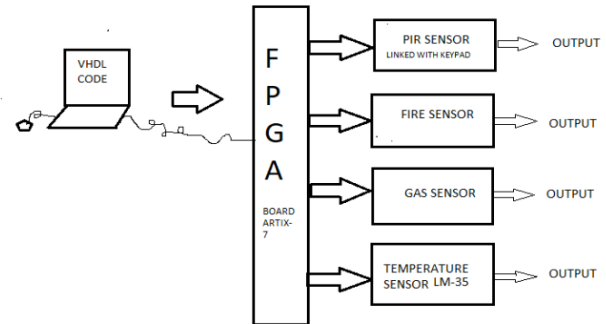 VHDL
CODE
F
P
G
A
BOARD
ARTIX-
7
PIR SENSOR
LINKED WITH KEYPAD
OUTPUT
FIRE SENSOR
OUTPUT
GAS SENSOR
OUTPUT
TEMPERATURE
SENSOR LM-35
OUTPUT